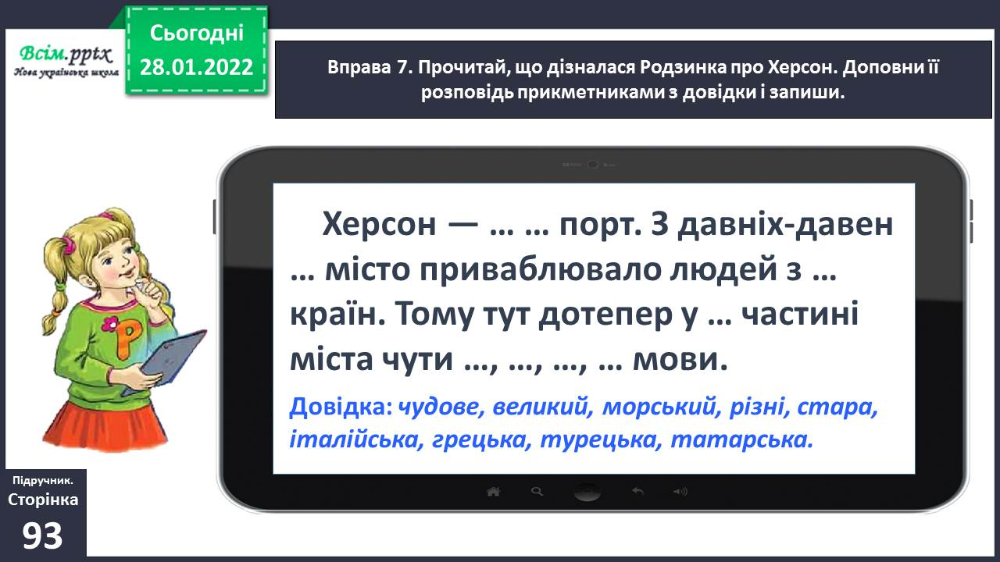 Сьогодні
28.01.2022
Всім.pptx
Нова українська школа
Вправа 7. Прочитай, що дізналася Родзинка про Херсон. Доповни її
розповідь прикметниками з довідки і запиши.
Херсон — … … порт. З давніх-давен
… місто приваблювало людей з …
країн. Тому тут дотепер у … частині
міста чути …, …, …, … мови.
Довідка: чудове, великий, морський, різні, стара,
італійська, грецька, турецька, татарська.
Р
Підручник.
Сторінка
93